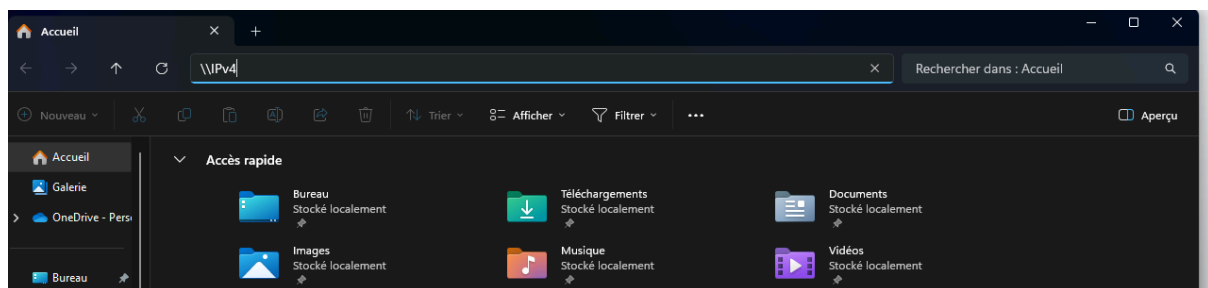 Accueil
\\IPv4
Rechercher dans : Accueil
Nouveau
Trier
Afficher
Filtrer
Aperçu
Accueil
Galerie
OneDrive - Pers
Bureau
Accès rapide
Bureau
Stocké localement
Téléchargements
Stocké localement
Documents
Stocké localement
Images
Stocké localement
Musique
Stocké localement
Vidéos
Stocké localement